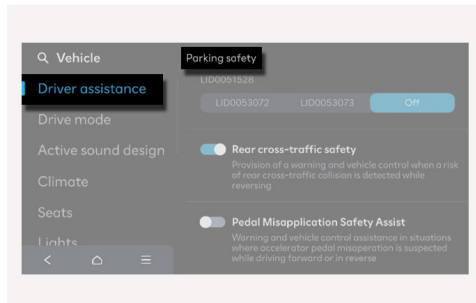 Vehicle
Driver assistance
Drive mode
Active sound design
Climate
Seats
Lights
Parking safety
LID0051528
LID0053072 LID0053073 Off
Rear cross-traffic safety
Provision of a warning and vehicle control when a risk
of rear cross-traffic collision is detected while
reversing
Pedal Misapplication Safety Assist
Warning and vehicle control assistance in situations
where accelerator pedal misoperation is suspected
while driving forward or in reverse